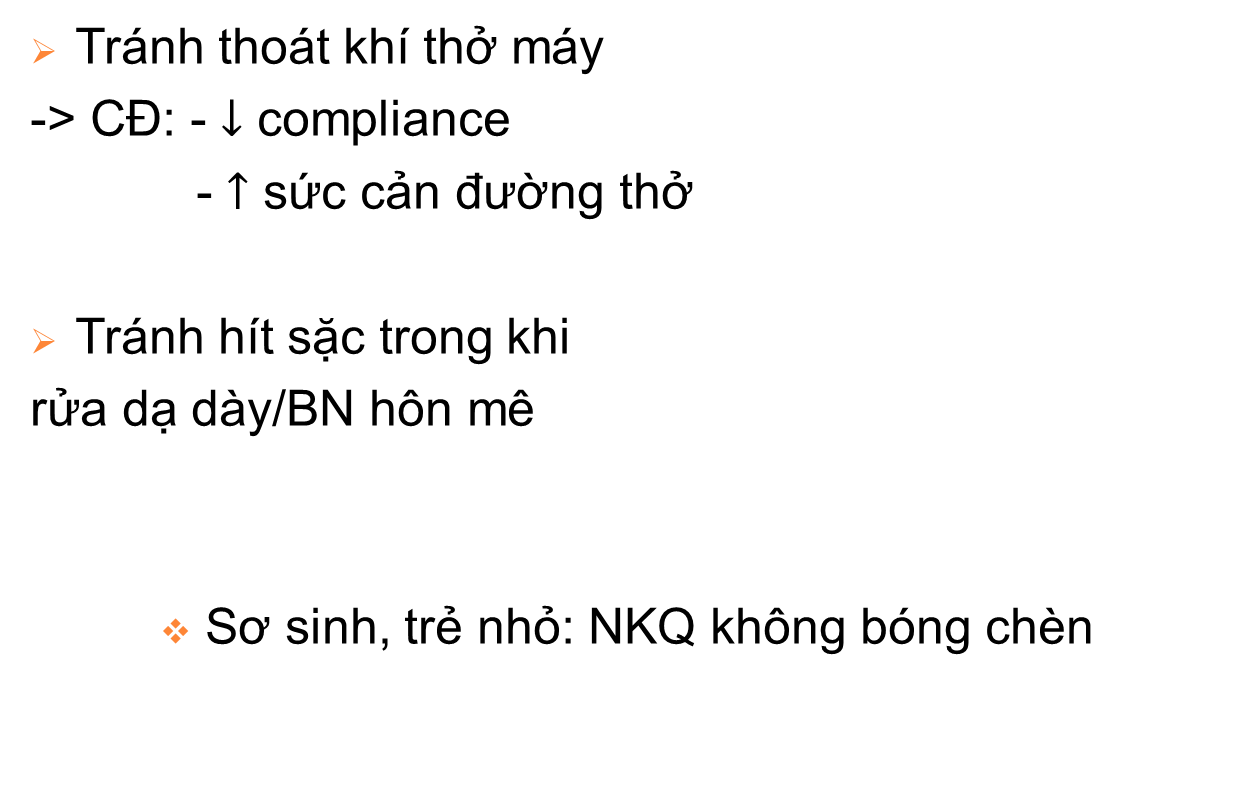 ➢ Tránh thoát khí thở máy
-> CĐ: - ↓ compliance
- ↑ sức cản đường thở
➢ Tránh hít sặc trong khi
rửa dạ dày/BN hôn mê
❖ Sơ sinh, trẻ nhỏ: NKQ không bóng chèn